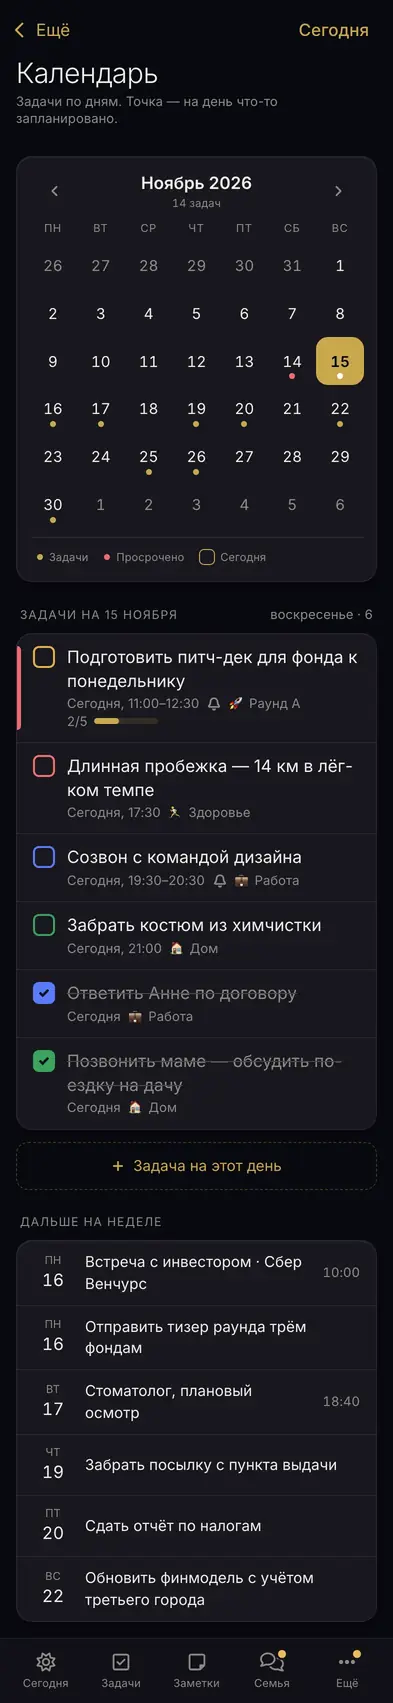 Ещё
Сегодня
Календарь
Задачи по дням. Точка — на день что-то
запланировано.
Ноябрь 2026
14 задач
ПН ВТ СР ЧТ ПТ СБ ВС
26 27 28 29 30 31 1
2 3 4 5 6 7 8
9 10 11 12 13 14 15
16 17 18 19 20 21 22
23 24 25 26 27 28 29
30 1 2 3 4 5 6
Задачи Просрочено Сегодня
ЗАДАЧИ НА 15 НОЯБРЯ
воскресенье · 6
Подготовить питч-дек для фонда к
понедельнику
Сегодня, 11:00–12:30 Раунд А
2/5
Длинная пробежка — 14 км в лёг-
ком темпе
Сегодня, 17:30 Здоровье
Созвон с командой дизайна
Сегодня, 19:30–20:30 Работа
Забрать костюм из химчистки
Сегодня, 21:00 Дом
Ответить Анне по договору
Сегодня Работа
Позвонить маме — обсудить по-
ездку на дачу
Сегодня Дом
+ Задача на этот день
ДАЛЬШЕ НА НЕДЕЛЕ
ПН
16
Встреча с инвестором · Сбер
Венчурс
10:00
ПН
16
Отправить тизер раунда трём
фондам
ВТ
17
Стоматолог, плановый
осмотр
18:40
ЧТ
19
Забрать посылку с пункта выдачи
ПТ
20
Сдать отчёт по налогам
ВС
22
Обновить финмодель с учётом
третьего города
Сегодня Задачи Заметки Семья Ещё